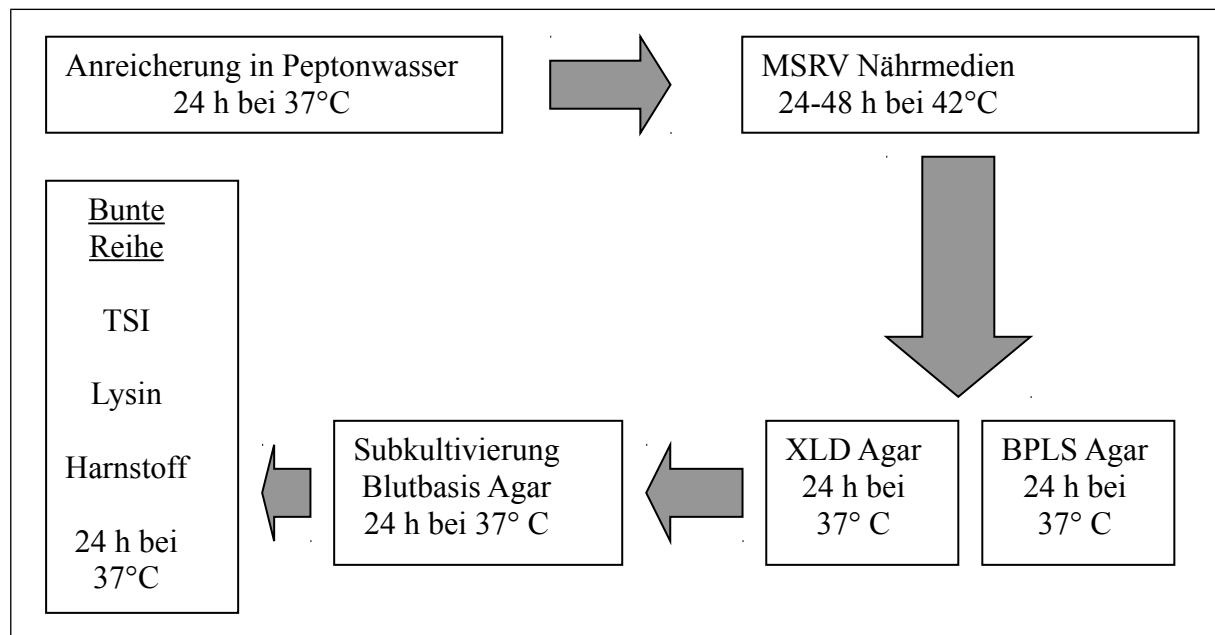 Anreicherung in Peptonwasser
24 h bei 37°C
MSRV Nährmedien
24-48 h bei 42°C
XLD Agar
24 h bei
37° C
BPLS Agar
24 h bei
37° C
Subkultivierung
Blutbasis Agar
24 h bei 37° C
Bunte
Reihe
TSI
Lysin
Harnstoff
24 h bei
37°C